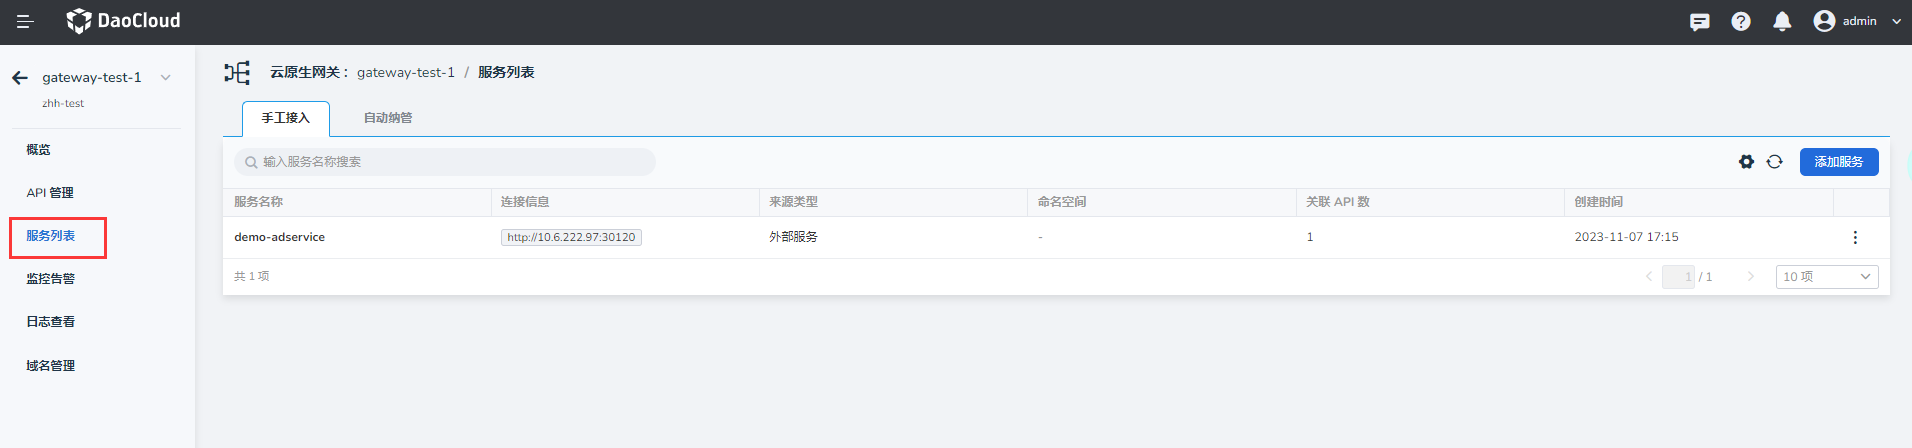 DaoCloud
admin
gateway-test-1
zhh-test
概览
API 管理
服务列表
监控告警
日志查看
域名管理
云原生网关： gateway-test-1 / 服务列表
手工接入 自动纳管
输入服务名称搜索
添加服务
服务名称 连接信息 来源类型 命名空间 关联 API 数 创建时间
demo-adservice http://10.6.222.97:30120 外部服务 - 1 2023-11-07 17:15
共 1 项 1 / 1 10 项